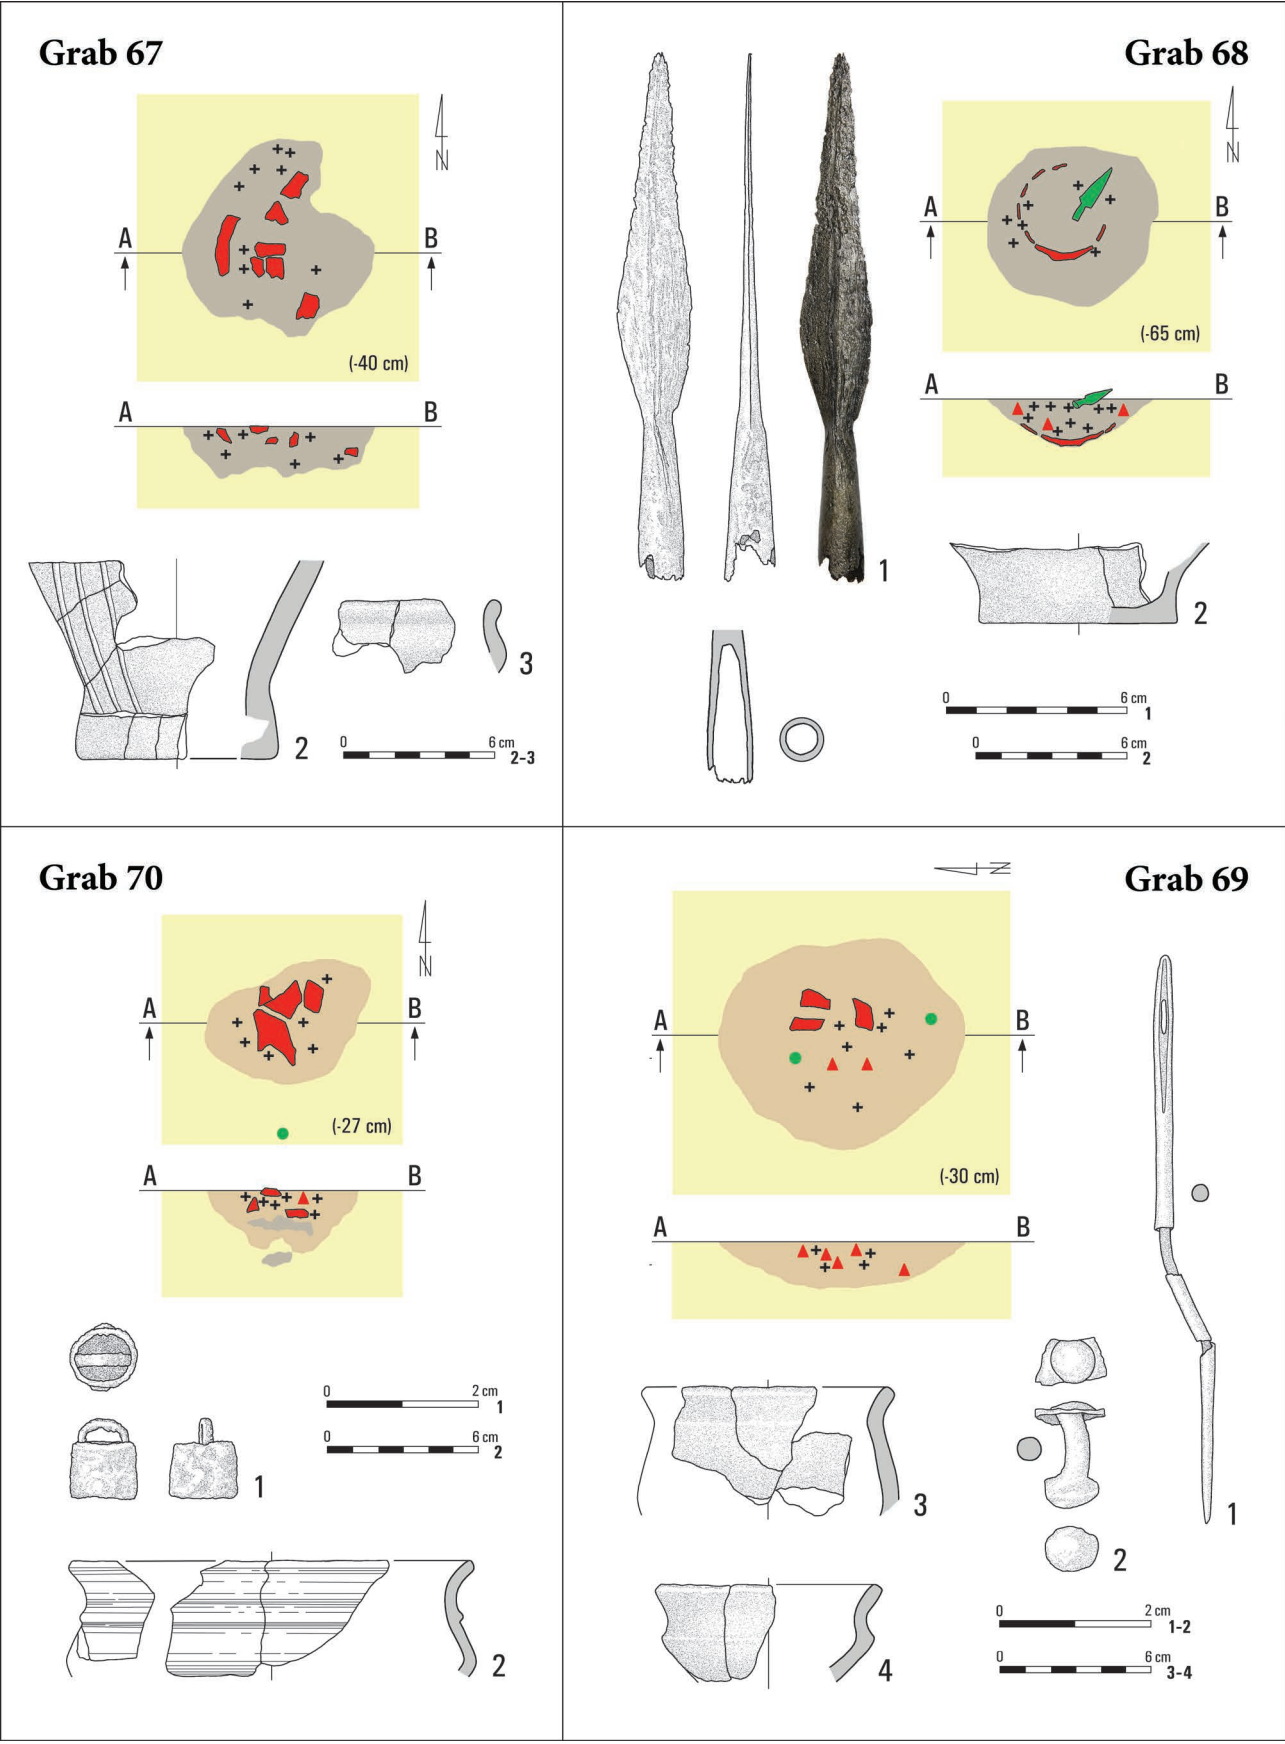 Grab 67
N
A B
(-40 cm)
A B
2
3
0 6 cm
2-3
Grab 68
N
A B
(-65 cm)
A B
1
2
0 6 cm
1
0 6 cm
2
Grab 70
N
A B
(-27 cm)
A B
0 2 cm
1
0 6 cm
2
1
2
Grab 69
N
A B
(-30 cm)
A B
1
2
3
4
0 2 cm
1-2
0 6 cm
3-4